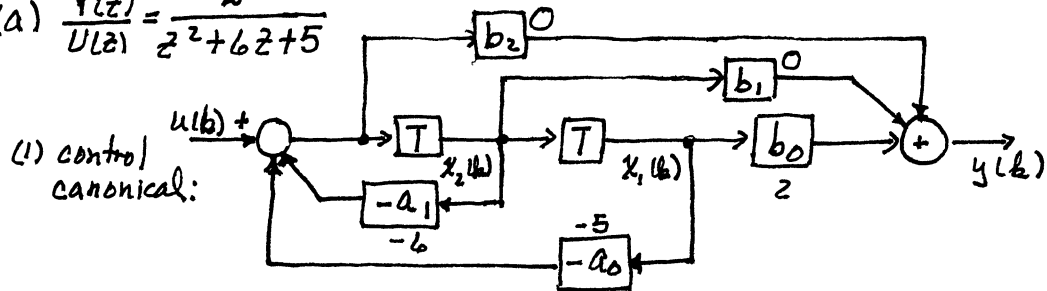 (a) Y(z)/U(z) = 2/(z²+6z+5)
b₂ 0
b₁ 0
u(k) +
(1) control
canonical:
T
x₂(k)
T
x₁(k)
b₀
2
+
y(k)
-a₁
-6
-5
-a₀